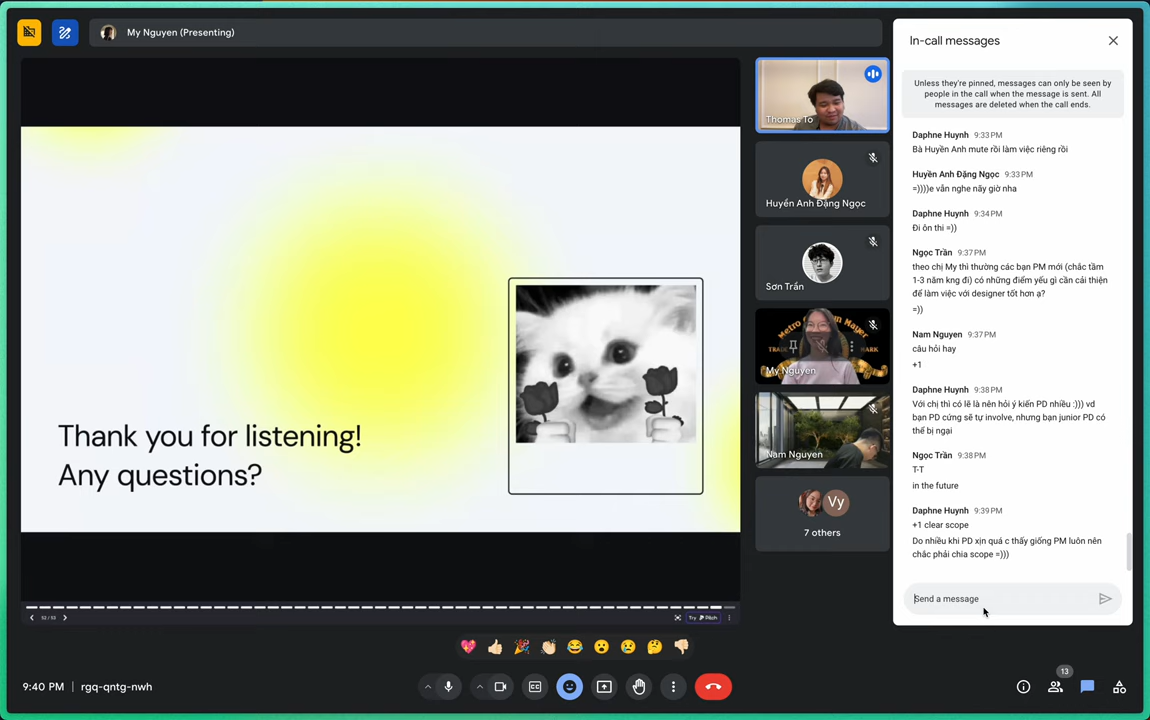 My Nguyen (Presenting)
Thank you for listening!
Any questions?
52 / 53
Try Pitch
Thomas To
Huyền Anh Đặng Ngọc
Sơn Trần
My Nguyen
Nam Nguyen
Vy
7 others
In-call messages
Unless they're pinned, messages can only be seen by
people in the call when the message is sent. All
messages are deleted when the call ends.
Daphne Huynh 9:33 PM
Bà Huyền Anh mute rồi làm việc riêng rồi
Huyền Anh Đặng Ngọc 9:33 PM
=))))e vẫn nghe nãy giờ nha
Daphne Huynh 9:34 PM
Đi ôn thi =))
Ngọc Trần 9:37 PM
theo chị My thì thường các bạn PM mới (chắc tầm
1-3 năm kng đi) có những điểm yếu gì cần cải thiện
để làm việc với designer tốt hơn ạ?
=))
Nam Nguyen 9:37 PM
câu hỏi hay
+1
Daphne Huynh 9:38 PM
Với chị thì có lẽ là nên hỏi ý kiến PD nhiều :))) vd
bạn PD cứng sẽ tự involve, nhưng bạn junior PD có
thể bị ngại
Ngọc Trần 9:38 PM
T-T
in the future
Daphne Huynh 9:39 PM
+1 clear scope
Do nhiều khi PD xịn quá c thấy giống PM luôn nên
chắc phải chia scope =)))
Send a message
9:40 PM | rgq-qntg-nwh
13